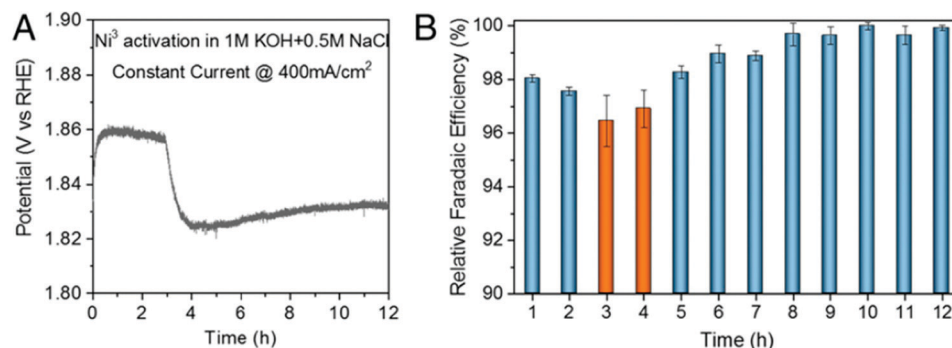 A
Ni³ activation in 1M KOH+0.5M NaCl
Constant Current @ 400mA/cm²
Potential (V vs RHE)
1.90
1.88
1.86
1.84
1.82
1.80
0 2 4 6 8 10 12
Time (h)
B
Relative Faradaic Efficiency (%)
100
98
96
94
92
90
1 2 3 4 5 6 7 8 9 10 11 12
Time (h)